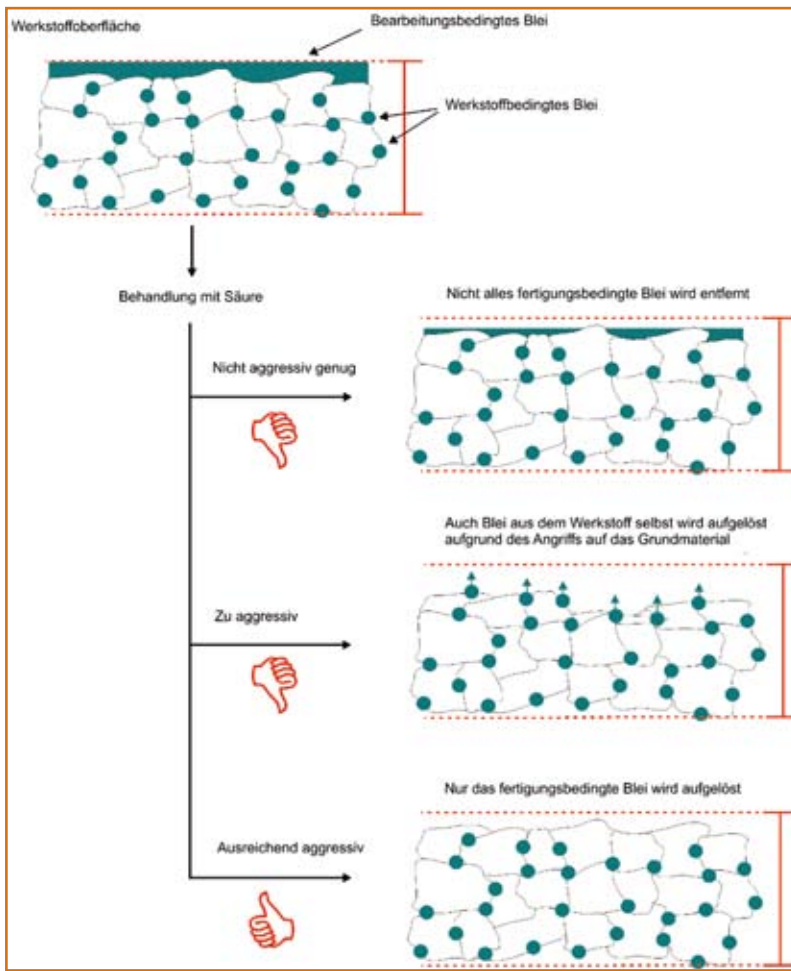 Werkstoffoberfläche
Bearbeitungsbedingtes Blei
Werkstoffbedingtes Blei
Behandlung mit Säure
Nicht alles fertigungsbedingte Blei wird entfernt
Nicht aggressiv genug
Auch Blei aus dem Werkstoff selbst wird aufgelöst
aufgrund des Angriffs auf das Grundmaterial
Zu aggressiv
Nur das fertigungsbedingte Blei wird aufgelöst
Ausreichend aggressiv